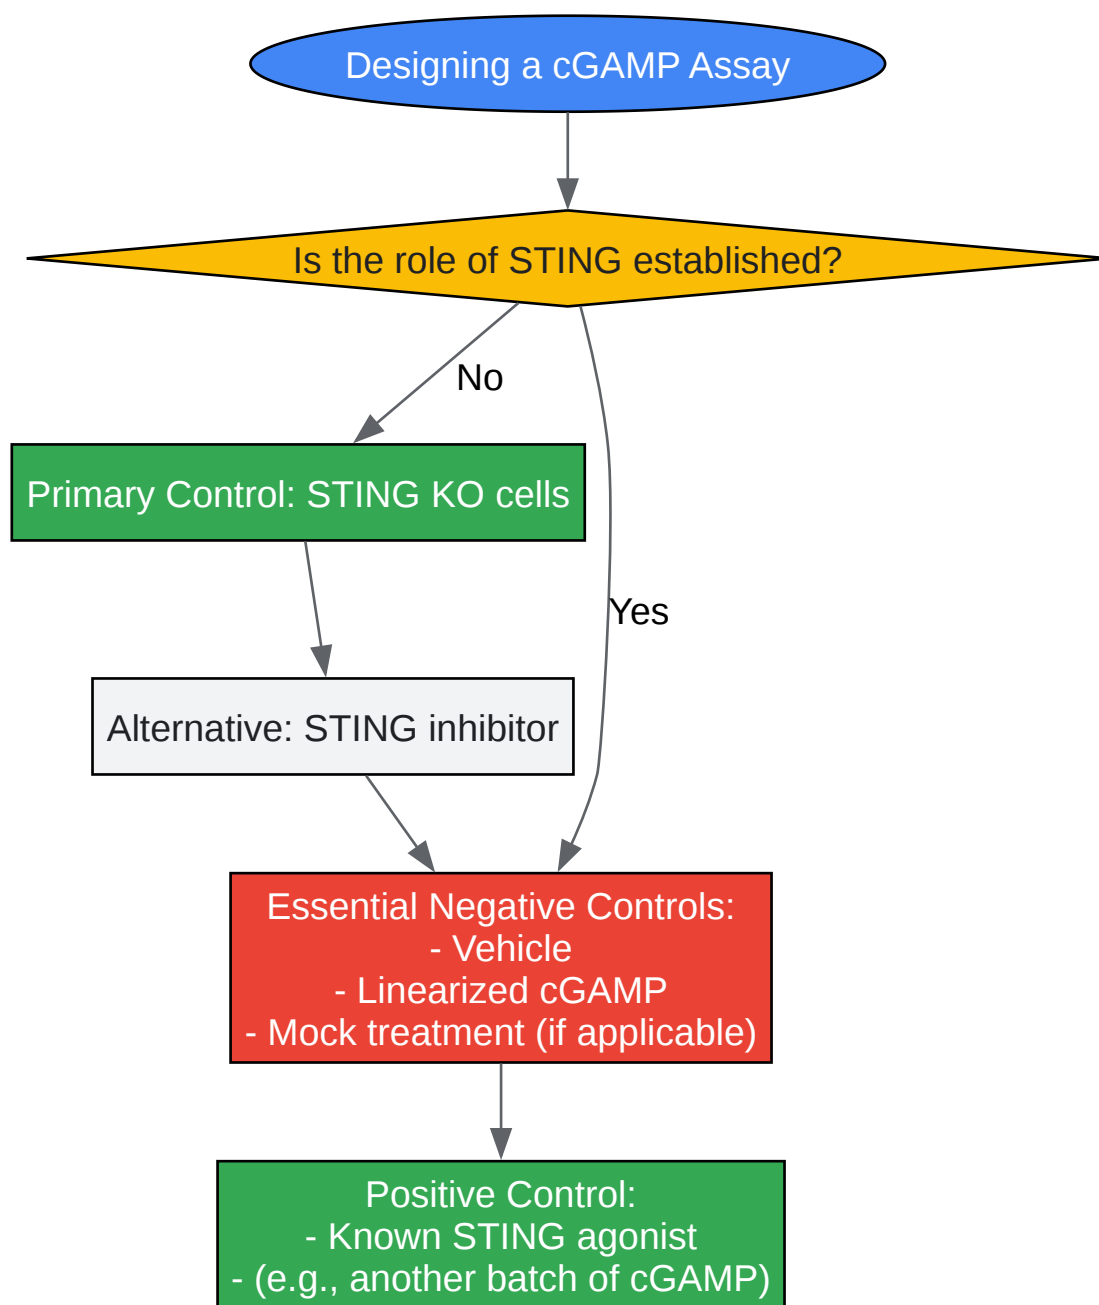 Designing a cGAMP Assay
Is the role of STING established?
No
Primary Control: STING KO cells
Yes
Alternative: STING inhibitor
Essential Negative Controls:
- Vehicle
- Linearized cGAMP
- Mock treatment (if applicable)
Positive Control:
- Known STING agonist
- (e.g., another batch of cGAMP)